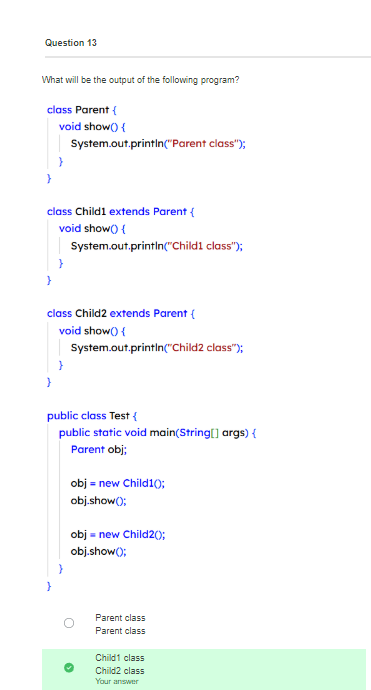 Question 13
What will be the output of the following program?
class Parent {
void show() {
System.out.println("Parent class");
}
}
class Child1 extends Parent {
void show() {
System.out.println("Child1 class");
}
}
class Child2 extends Parent {
void show() {
System.out.println("Child2 class");
}
}
public class Test {
public static void main(String[] args) {
Parent obj;
obj = new Child1();
obj.show();
obj = new Child2();
obj.show();
}
}
Parent class
Parent class
Child1 class
Child2 class
Your answer